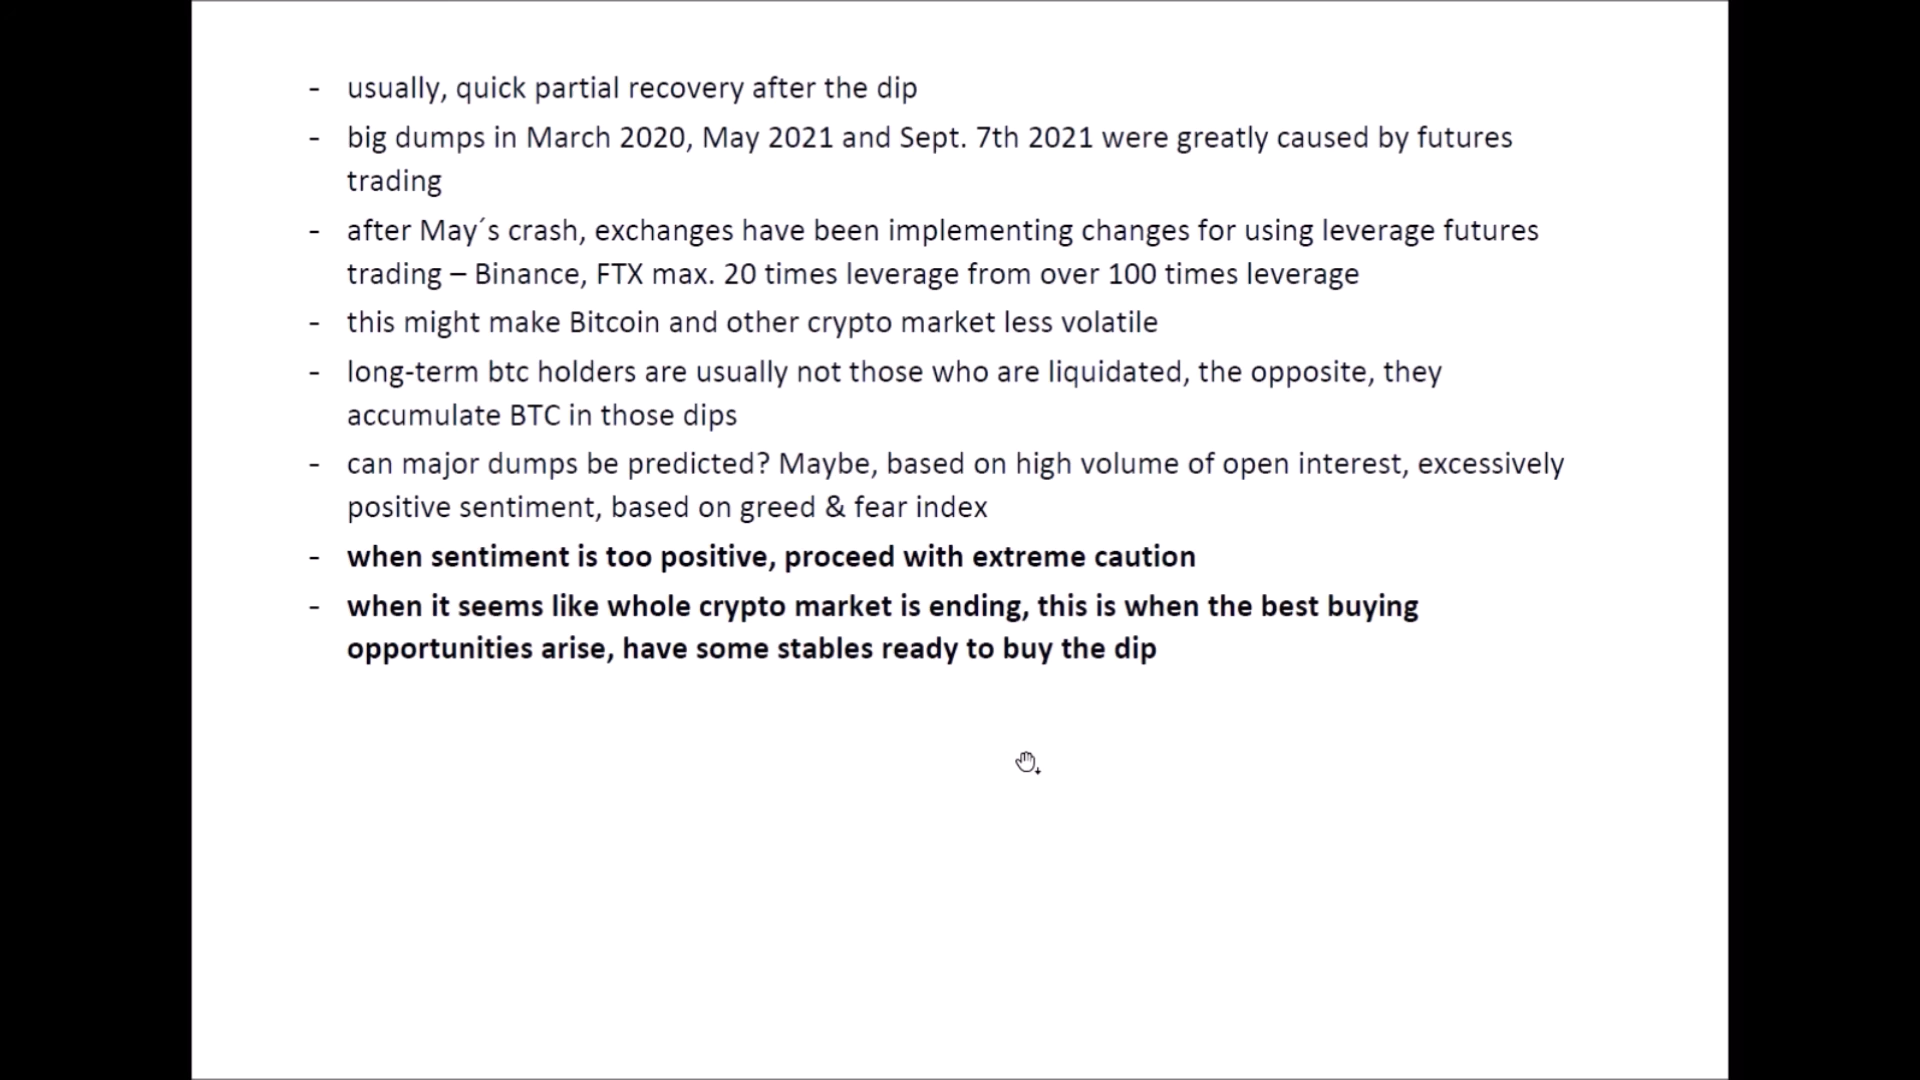 - usually, quick partial recovery after the dip
- big dumps in March 2020, May 2021 and Sept. 7th 2021 were greatly caused by futures
trading
- after May´s crash, exchanges have been implementing changes for using leverage futures
trading – Binance, FTX max. 20 times leverage from over 100 times leverage
- this might make Bitcoin and other crypto market less volatile
- long-term btc holders are usually not those who are liquidated, the opposite, they
accumulate BTC in those dips
- can major dumps be predicted? Maybe, based on high volume of open interest, excessively
positive sentiment, based on greed & fear index
- when sentiment is too positive, proceed with extreme caution
- when it seems like whole crypto market is ending, this is when the best buying
opportunities arise, have some stables ready to buy the dip